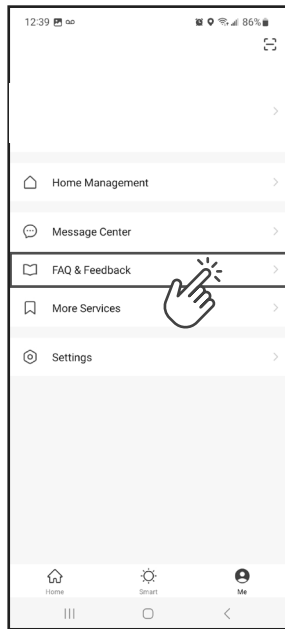 12:39 86%
Home Management
Message Center
FAQ & Feedback
More Services
Settings
Home Smart Me